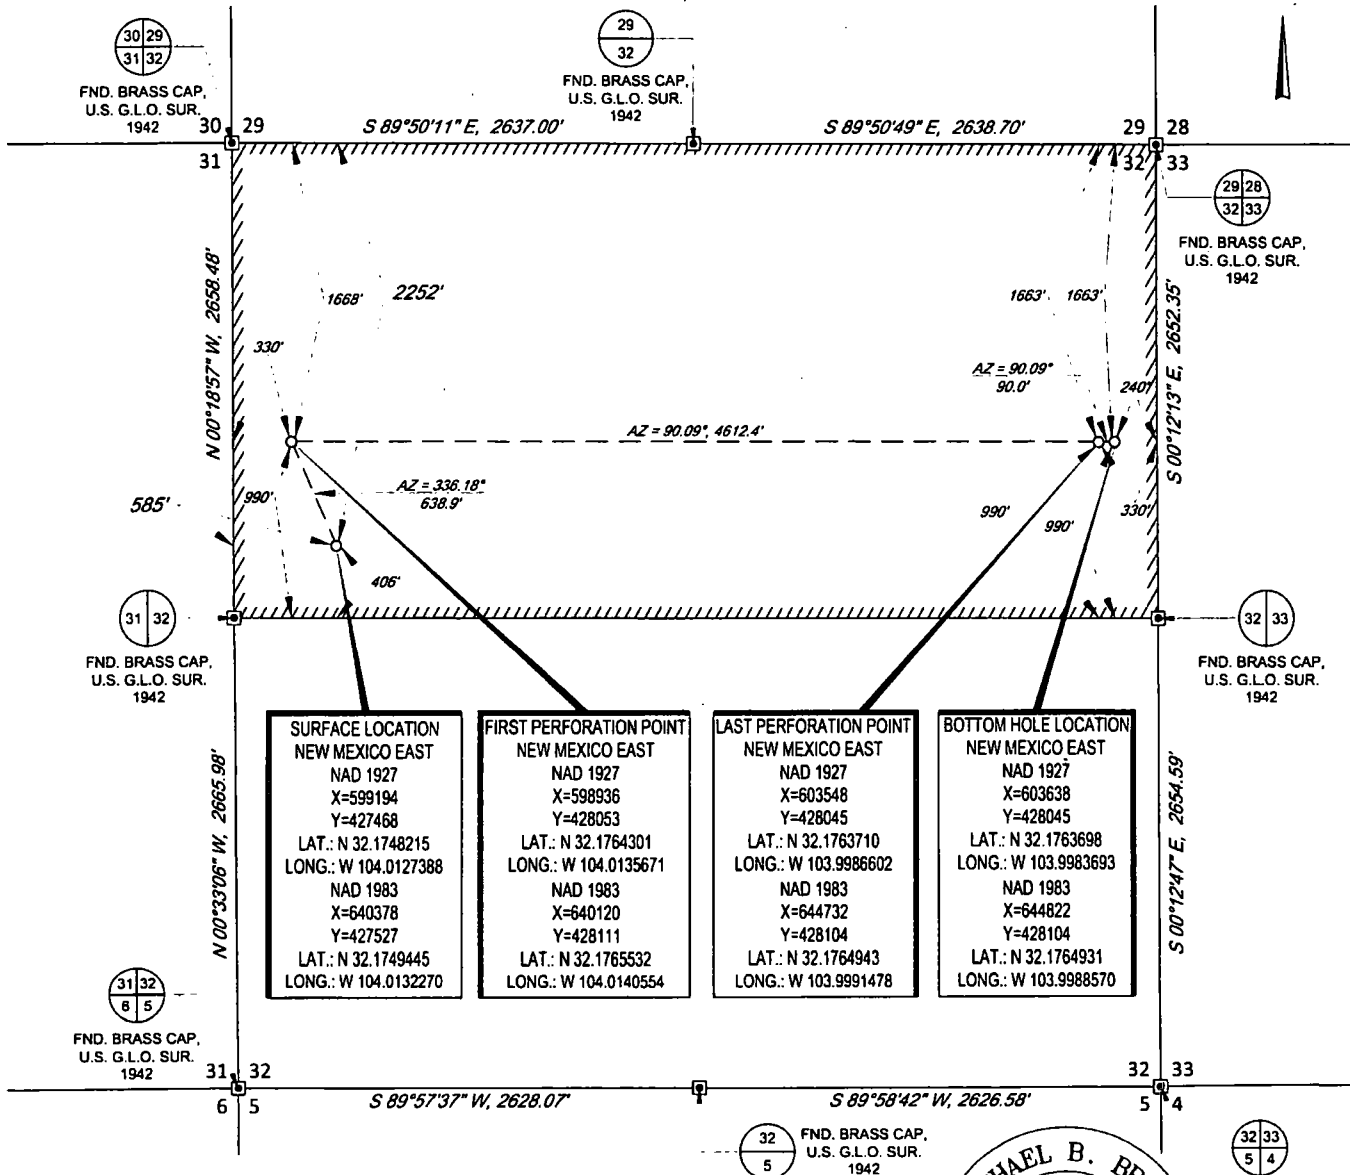 30 29
31 32
FND. BRASS CAP,
U.S. G.L.O. SUR.
1942
29
32
FND. BRASS CAP,
U.S. G.L.O. SUR.
1942
30 29
31
S 89°50'11" E, 2637.00'
S 89°50'49" E, 2638.70'
29 28
32 33
29 28
32 33
FND. BRASS CAP,
U.S. G.L.O. SUR.
1942
N 00°18'57" W, 2658.48'
1668'
2252'
1663'
1663'
S 00°12'13" E, 2652.35'
330'
AZ = 90.09°
90.0'
240'
AZ = 90.09°, 4612.4'
AZ = 336.18°
638.9'
990'
585'
990'
990'
330'
406'
31 32
FND. BRASS CAP,
U.S. G.L.O. SUR.
1942
32 33
FND. BRASS CAP,
U.S. G.L.O. SUR.
1942
SURFACE LOCATION
NEW MEXICO EAST
NAD 1927
X=599194
Y=427468
LAT.: N 32.1748215
LONG.: W 104.0127388
NAD 1983
X=640378
Y=427527
LAT.: N 32.1749445
LONG.: W 104.0132270
FIRST PERFORATION POINT
NEW MEXICO EAST
NAD 1927
X=598936
Y=428053
LAT.: N 32.1764301
LONG.: W 104.0135671
NAD 1983
X=640120
Y=428111
LAT.: N 32.1765532
LONG.: W 104.0140554
LAST PERFORATION POINT
NEW MEXICO EAST
NAD 1927
X=603548
Y=428045
LAT.: N 32.1763710
LONG.: W 103.9986602
NAD 1983
X=644732
Y=428104
LAT.: N 32.1764943
LONG.: W 103.9991478
BOTTOM HOLE LOCATION
NEW MEXICO EAST
NAD 1927
X=603638
Y=428045
LAT.: N 32.1763698
LONG.: W 103.9983693
NAD 1983
X=644822
Y=428104
LAT.: N 32.1764931
LONG.: W 103.9988570
N 00°33'06" W, 2665.98'
S 00°12'47" E, 2654.59'
31 32
6 5
FND. BRASS CAP,
U.S. G.L.O. SUR.
1942
31 32
6 5
S 89°57'37" W, 2628.07'
S 89°58'42" W, 2626.58'
32 33
5 4
32
5
FND. BRASS CAP,
U.S. G.L.O. SUR.
1942
HAEL B. BR
32 33
5 4